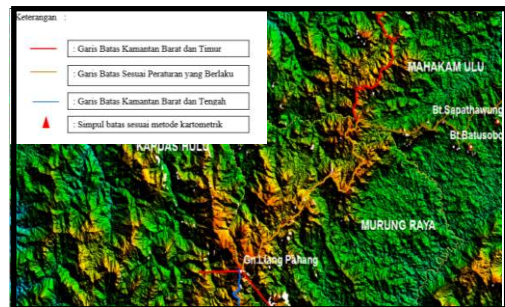 Keterangan :
: Garis Batas Kamantan Barat dan Timur
: Garis Batas Sesuai Peraturan yang Berlaku
: Garis Batas Kamantan Barat dan Tengah
: Simpul batas sesuai metode kartometrik
MAHAKAM ULU
Bt.Sapathawung
Bt.Batusobo
KAPUAS HULU
MURUNG RAYA
Gn.Liang Pahang